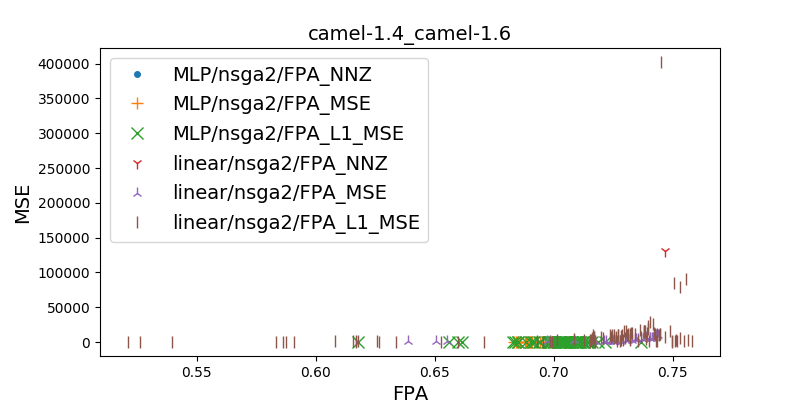 camel-1.4_camel-1.6
400000
350000
300000
250000
200000
150000
100000
50000
0
MSE
MLP/nsga2/FPA_NNZ
MLP/nsga2/FPA_MSE
MLP/nsga2/FPA_L1_MSE
linear/nsga2/FPA_NNZ
linear/nsga2/FPA_MSE
linear/nsga2/FPA_L1_MSE
0.55 0.60 0.65 0.70 0.75
FPA